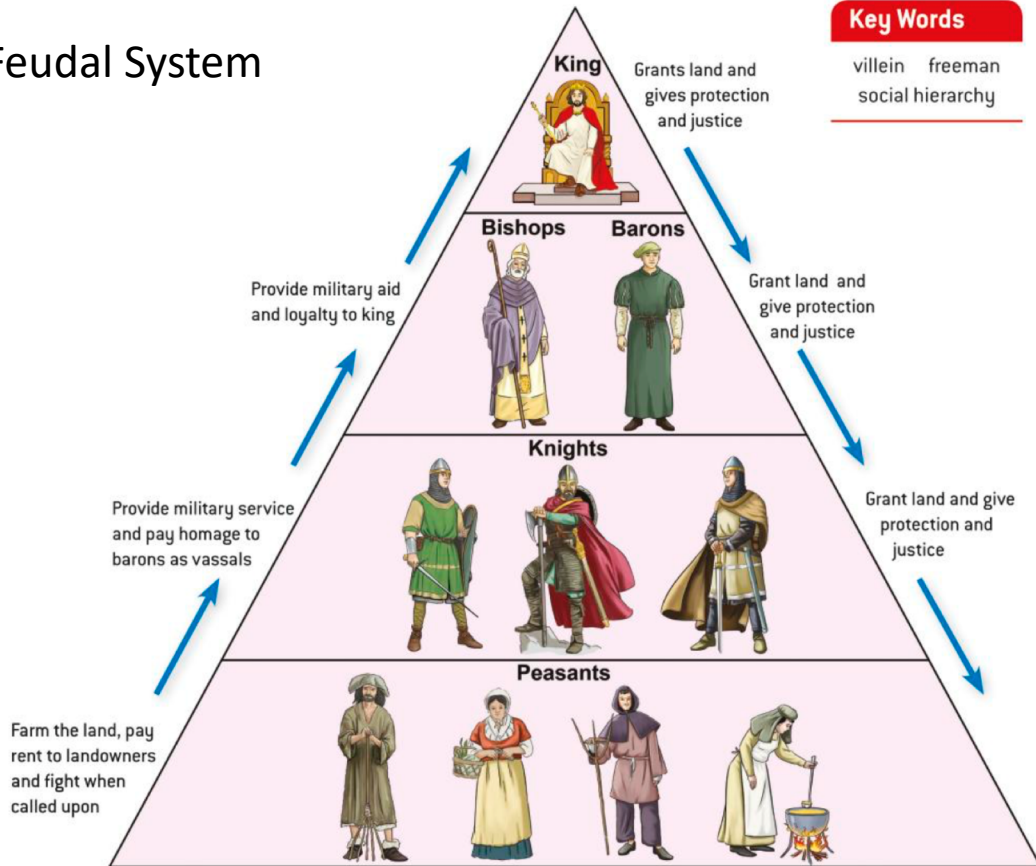 Feudal System
Key Words
villein freeman
social hierarchy
King
Grants land and
gives protection
and justice
Bishops Barons
Provide military aid
and loyalty to king
Grant land and
give protection
and justice
Knights
Provide military service
and pay homage to
barons as vassals
Grant land and give
protection and
justice
Peasants
Farm the land, pay
rent to landowners
and fight when
called upon